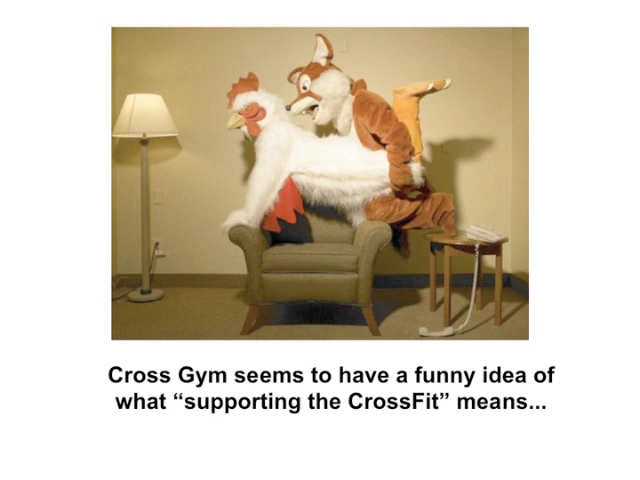 Cross Gym seems to have a funny idea of
what “supporting the CrossFit” means...